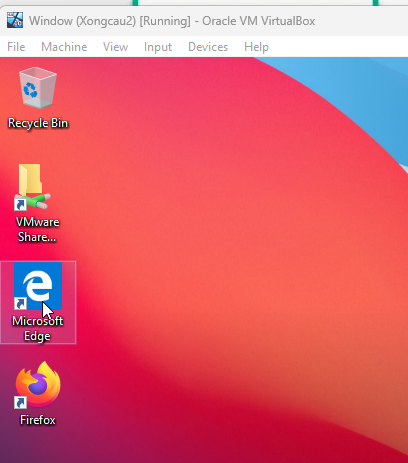 Window (Xongcau2) [Running] - Oracle VM VirtualBox
File Machine View Input Devices Help
Recycle Bin
VMware
Share...
Microsoft
Edge
Firefox